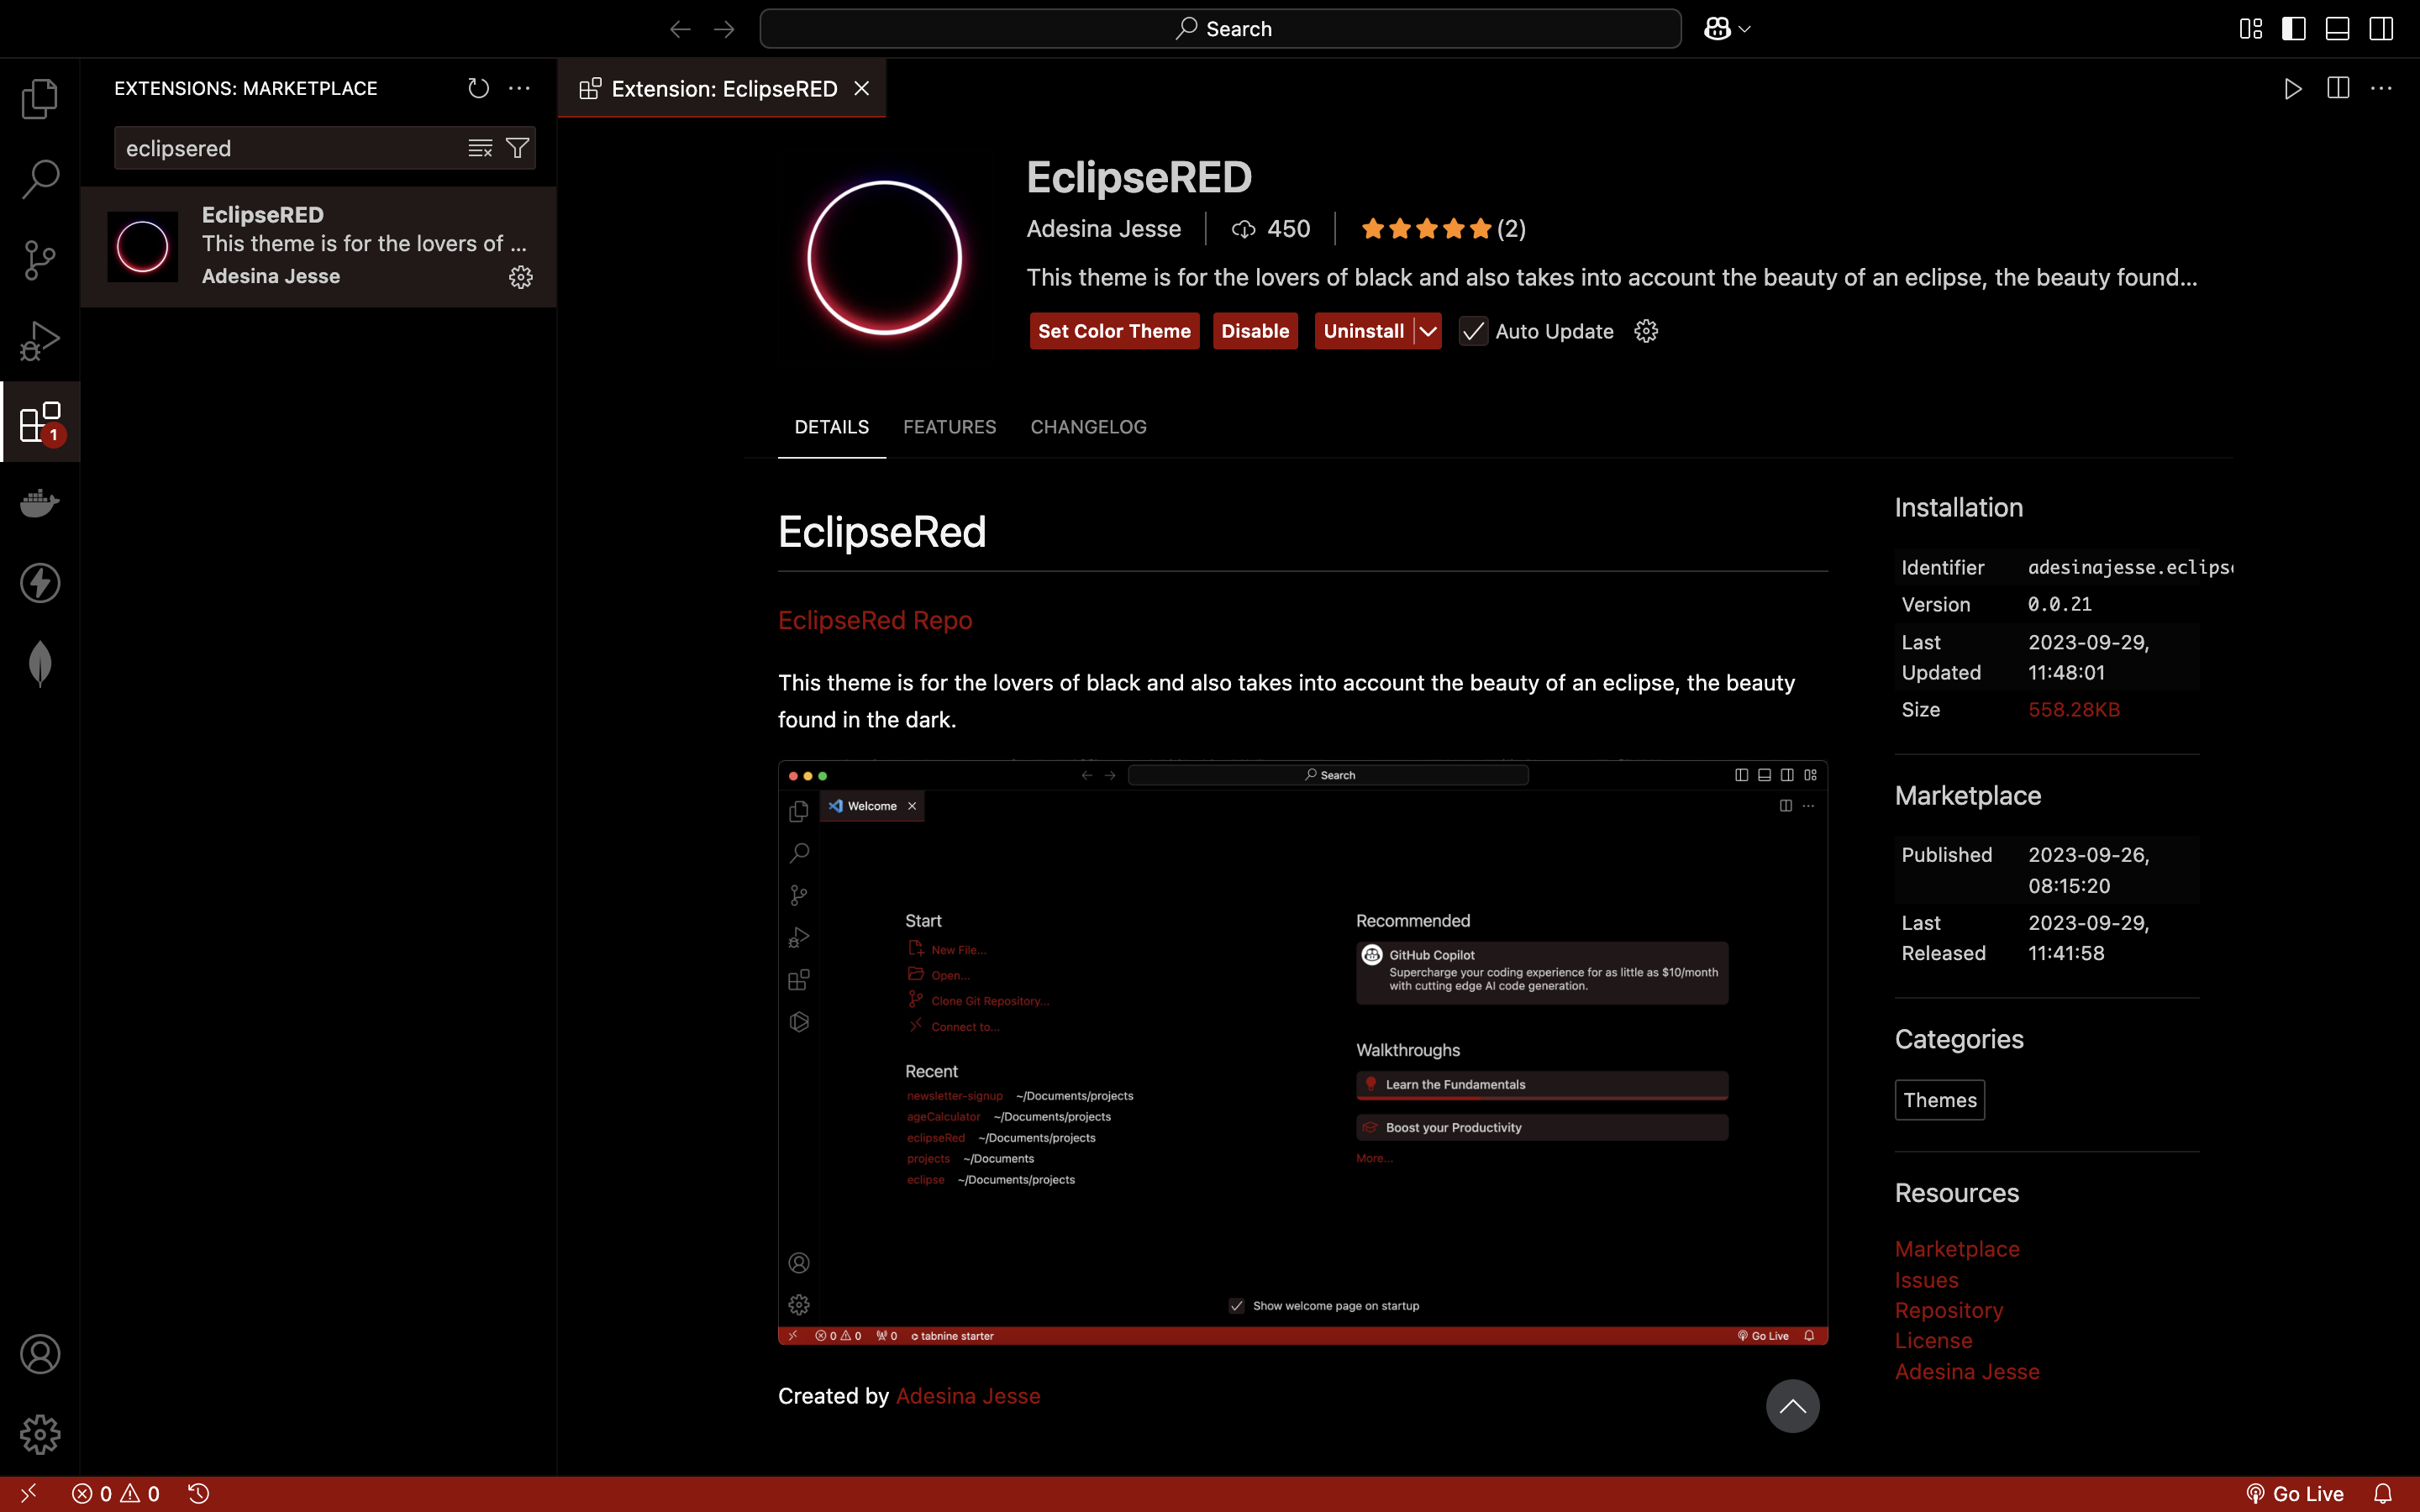 Search
EXTENSIONS: MARKETPLACE
eclipsered
EclipseRED
This theme is for the lovers of ...
Adesina Jesse
1
Extension: EclipseRED
EclipseRED
Adesina Jesse 450 (2)
This theme is for the lovers of black and also takes into account the beauty of an eclipse, the beauty found...
Set Color Theme Disable Uninstall Auto Update
DETAILS FEATURES CHANGELOG
EclipseRed
EclipseRed Repo
This theme is for the lovers of black and also takes into account the beauty of an eclipse, the beauty
found in the dark.
Search
Welcome
Start
New File...
Open...
Clone Git Repository...
Connect to...
Recent
newsletter-signup ~/Documents/projects
ageCalculator ~/Documents/projects
eclipseRed ~/Documents/projects
projects ~/Documents
eclipse ~/Documents/projects
Recommended
GitHub Copilot
Supercharge your coding experience for as little as $10/month
with cutting edge AI code generation.
Walkthroughs
Learn the Fundamentals
Boost your Productivity
More...
Show welcome page on startup
0 0 0 tabnine starter Go Live
Created by Adesina Jesse
Installation
Identifier adesinajesse.eclips
Version 0.0.21
Last 2023-09-29,
Updated 11:48:01
Size 558.28KB
Marketplace
Published 2023-09-26,
08:15:20
Last 2023-09-29,
Released 11:41:58
Categories
Themes
Resources
Marketplace
Issues
Repository
License
Adesina Jesse
0 0 Go Live